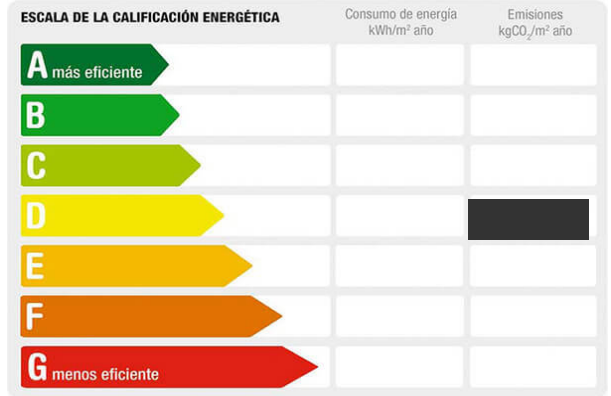 ESCALA DE LA CALIFICACIÓN ENERGÉTICA
Consumo de energía
kWh/m² año
Emisiones
kgCO₂/m² año
A más eficiente
B
C
D
E
F
G menos eficiente